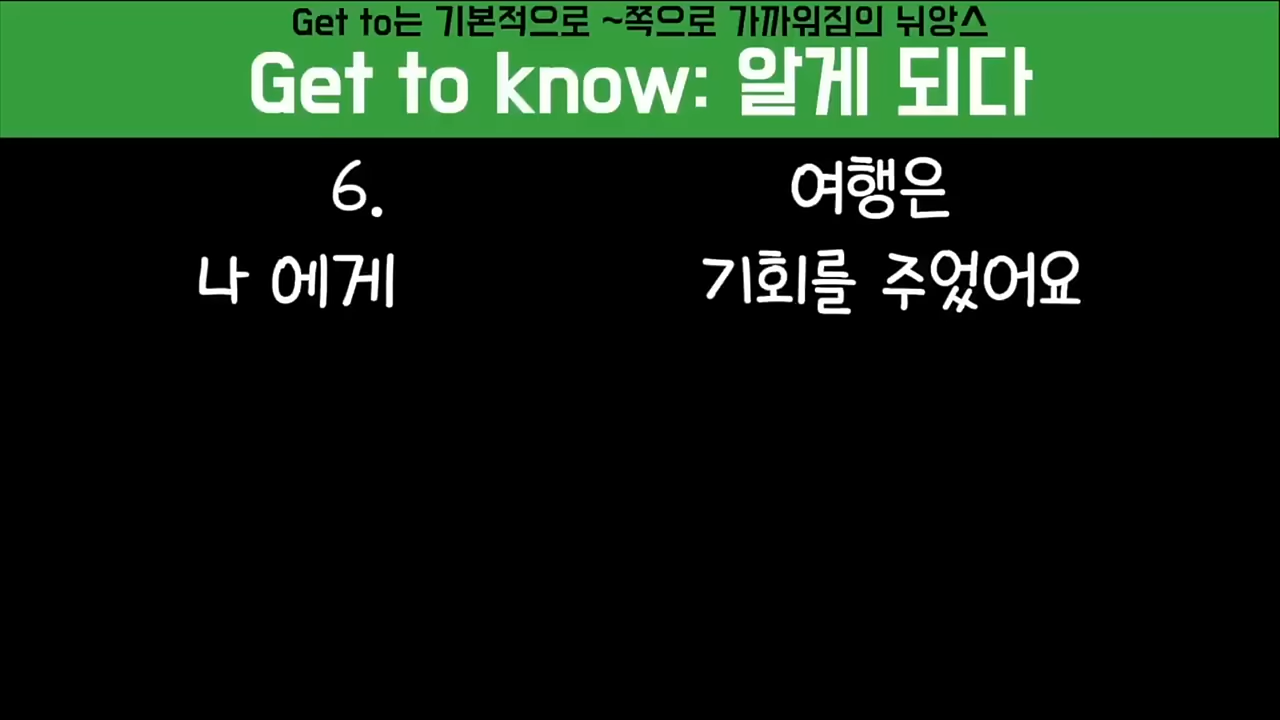 Get to는 기본적으로 ~쪽으로 가까워짐의 뉘앙스
Get to know: 알게 되다
6. 여행은
나 에게 기회를 주었어요